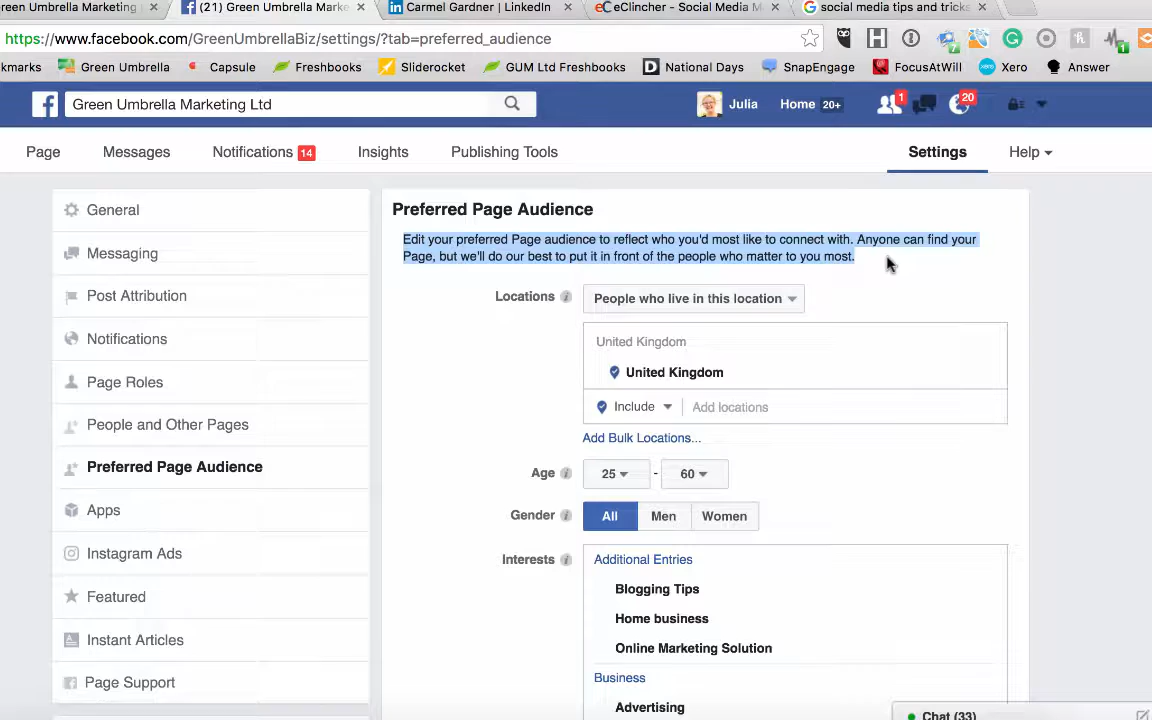 reen Umbrella Marketing |
(21) Green Umbrella Marke
Carmel Gardner | LinkedIn
eClincher - Social Media M
social media tips and tricks
https://www.facebook.com/GreenUmbrellaBiz/settings/?tab=preferred_audience
kmarks
Green Umbrella
Capsule
Freshbooks
Sliderocket
GUM Ltd Freshbooks
National Days
SnapEngage
FocusAtWill
Xero
Answer
Green Umbrella Marketing Ltd
Julia
Home 20+
1
20
Page
Messages
Notifications 14
Insights
Publishing Tools
Settings
Help
General
Messaging
Post Attribution
Notifications
Page Roles
People and Other Pages
Preferred Page Audience
Apps
Instagram Ads
Featured
Instant Articles
Page Support
Preferred Page Audience
Edit your preferred Page audience to reflect who you'd most like to connect with. Anyone can find your
Page, but we'll do our best to put it in front of the people who matter to you most.
Locations
People who live in this location
United Kingdom
United Kingdom
Include
Add locations
Add Bulk Locations...
Age
25 - 60
Gender
All
Men
Women
Interests
Additional Entries
Blogging Tips
Home business
Online Marketing Solution
Business
Advertising
Chat (33)